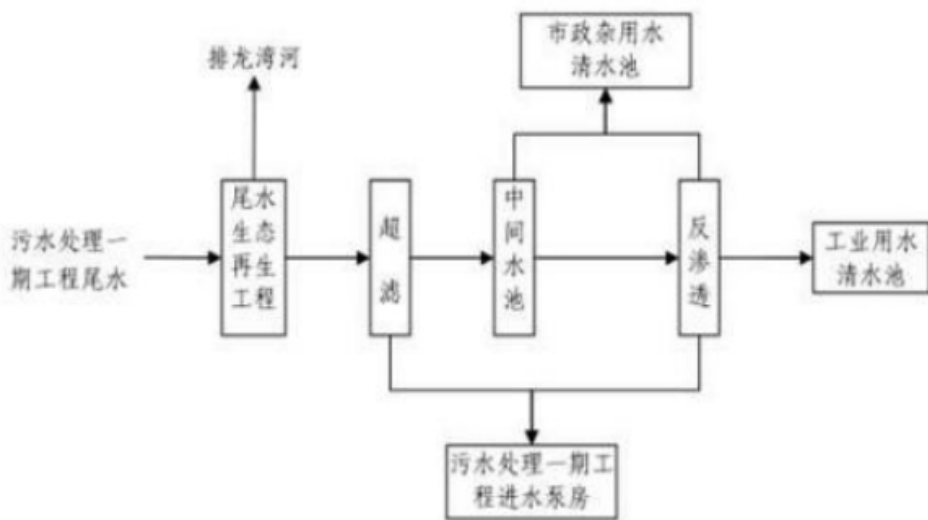 市政杂用水
清水池
排龙湾河
污水处理一
期工程尾水
尾水
生态
再生
工程
超
滤
中
间
水
池
反
渗
透
工业用水
清水池
污水处理一期工
程进水泵房